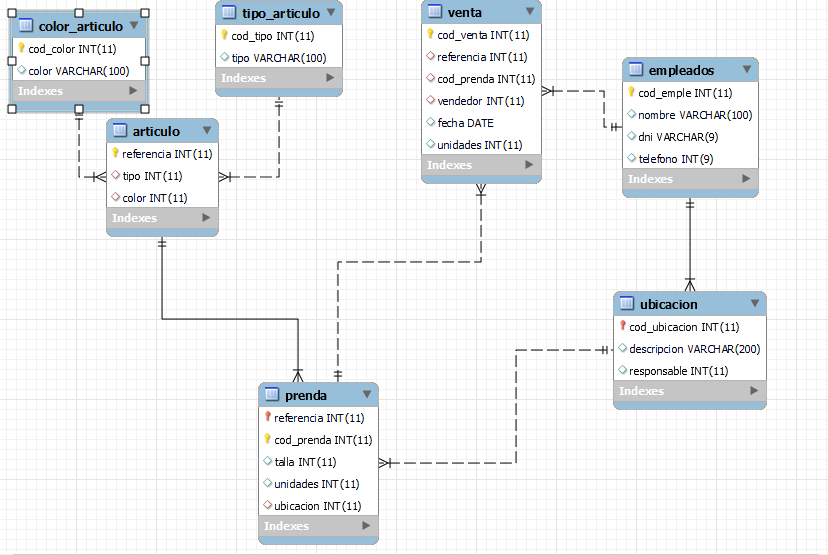 color_articulo
cod_color INT(11)
color VARCHAR(100)
Indexes
tipo_articulo
cod_tipo INT(11)
tipo VARCHAR(100)
Indexes
venta
cod_venta INT(11)
referencia INT(11)
cod_prenda INT(11)
vendedor INT(11)
fecha DATE
unidades INT(11)
Indexes
empleados
cod_emple INT(11)
nombre VARCHAR(100)
dni VARCHAR(9)
telefono INT(9)
Indexes
articulo
referencia INT(11)
tipo INT(11)
color INT(11)
Indexes
ubicacion
cod_ubicacion INT(11)
descripcion VARCHAR(200)
responsable INT(11)
Indexes
prenda
referencia INT(11)
cod_prenda INT(11)
talla INT(11)
unidades INT(11)
ubicacion INT(11)
Indexes